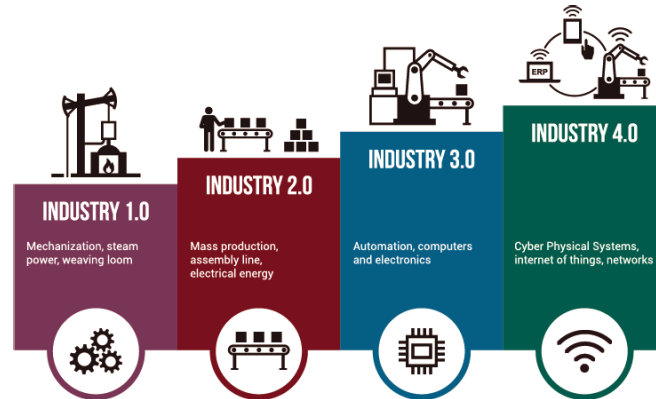 ERP
INDUSTRY 1.0
Mechanization, steam
power, weaving loom
INDUSTRY 2.0
Mass production,
assembly line,
electrical energy
INDUSTRY 3.0
Automation, computers
and electronics
INDUSTRY 4.0
Cyber Physical Systems,
internet of things, networks